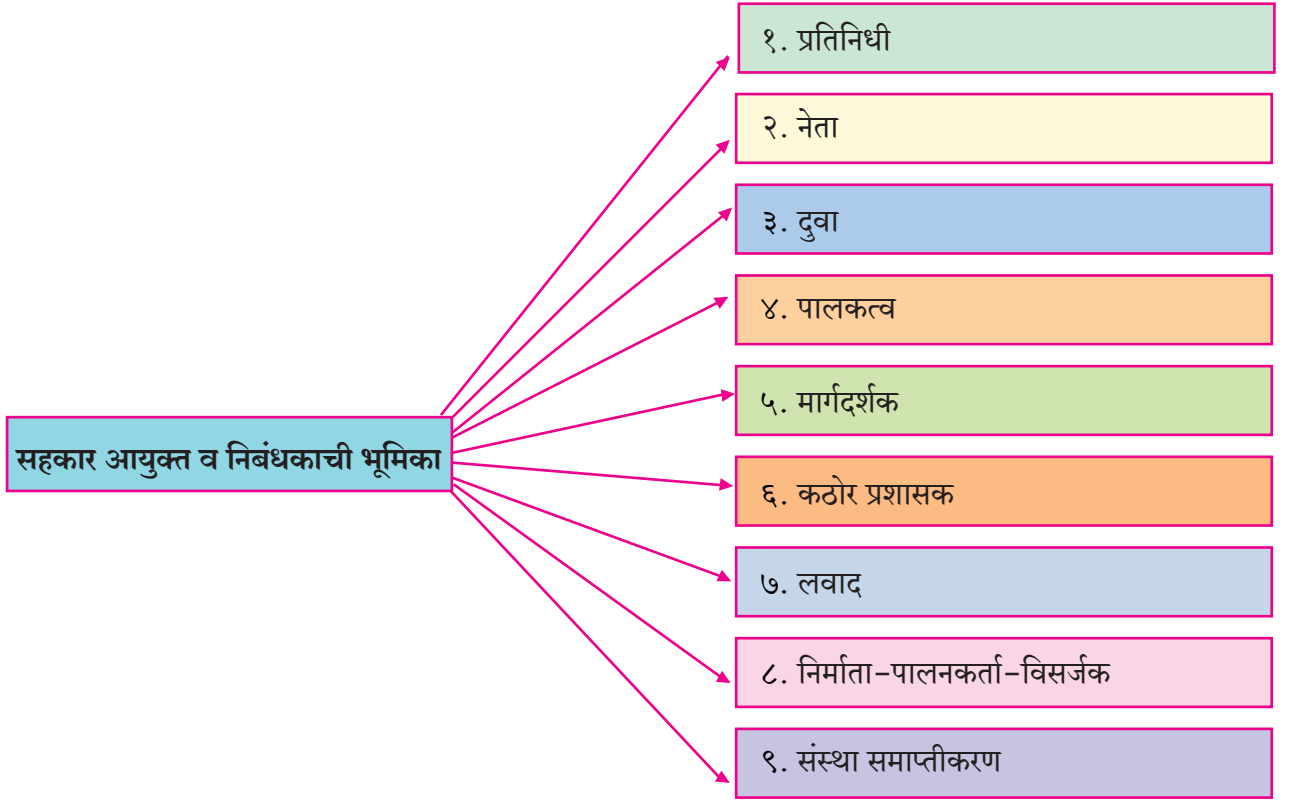 सहकार आयुक्त व निबंधकाची भूमिका
१. प्रतिनिधी
२. नेता
३. दुवा
४. पालकत्व
५. मार्गदर्शक
६. कठोर प्रशासक
७. लवाद
८. निर्माता-पालनकर्ता-विसर्जक
९. संस्था समाप्तीकरण